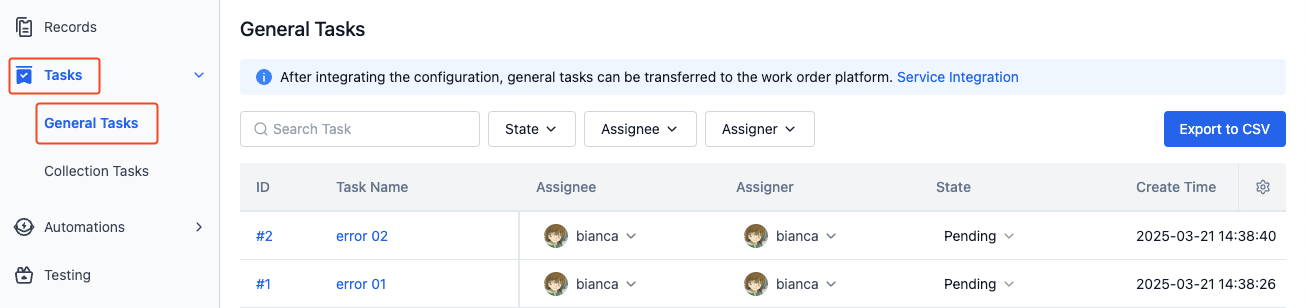 Records
Tasks
General Tasks
Collection Tasks
Automations
Testing
General Tasks
After integrating the configuration, general tasks can be transferred to the work order platform. Service Integration
Search Task State Assignee Assigner Export to CSV
ID Task Name Assignee Assigner State Create Time
#2 error 02 bianca bianca Pending 2025-03-21 14:38:40
#1 error 01 bianca bianca Pending 2025-03-21 14:38:26